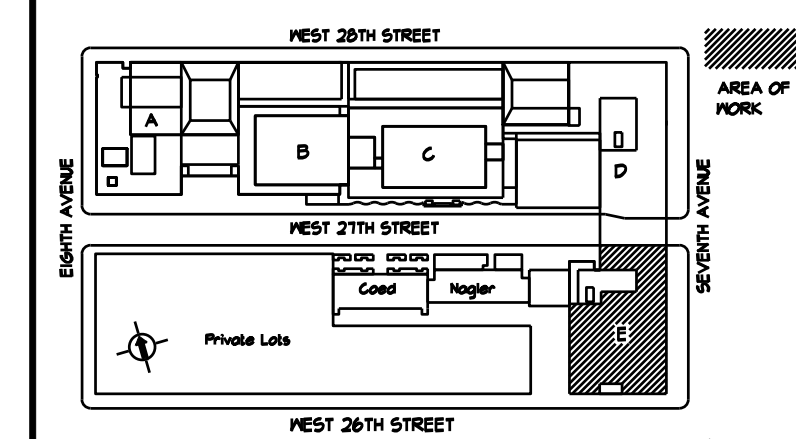 WEST 28TH STREET
AREA OF
WORK
A
B
C
D
EIGHTH AVENUE
SEVENTH AVENUE
WEST 27TH STREET
Coed
Nagler
Private Lots
E
WEST 26TH STREET